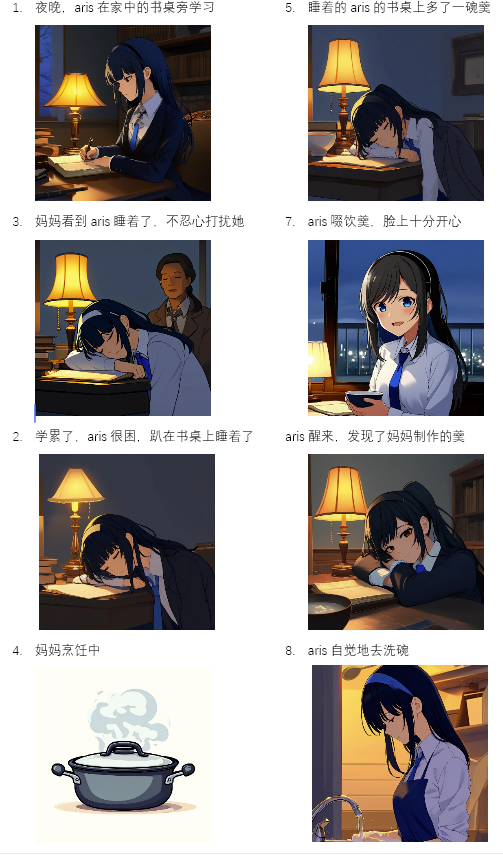 1. 夜晚，aris 在家中的书桌旁学习
5. 睡着的 aris 的书桌上多了一碗羹
3. 妈妈看到 aris 睡着了，不忍心打扰她
7. aris 啜饮羹，脸上十分开心
2. 学累了，aris 很困，趴在书桌上睡着了
aris 醒来，发现了妈妈制作的羹
4. 妈妈烹饪中
8. aris 自觉地去洗碗